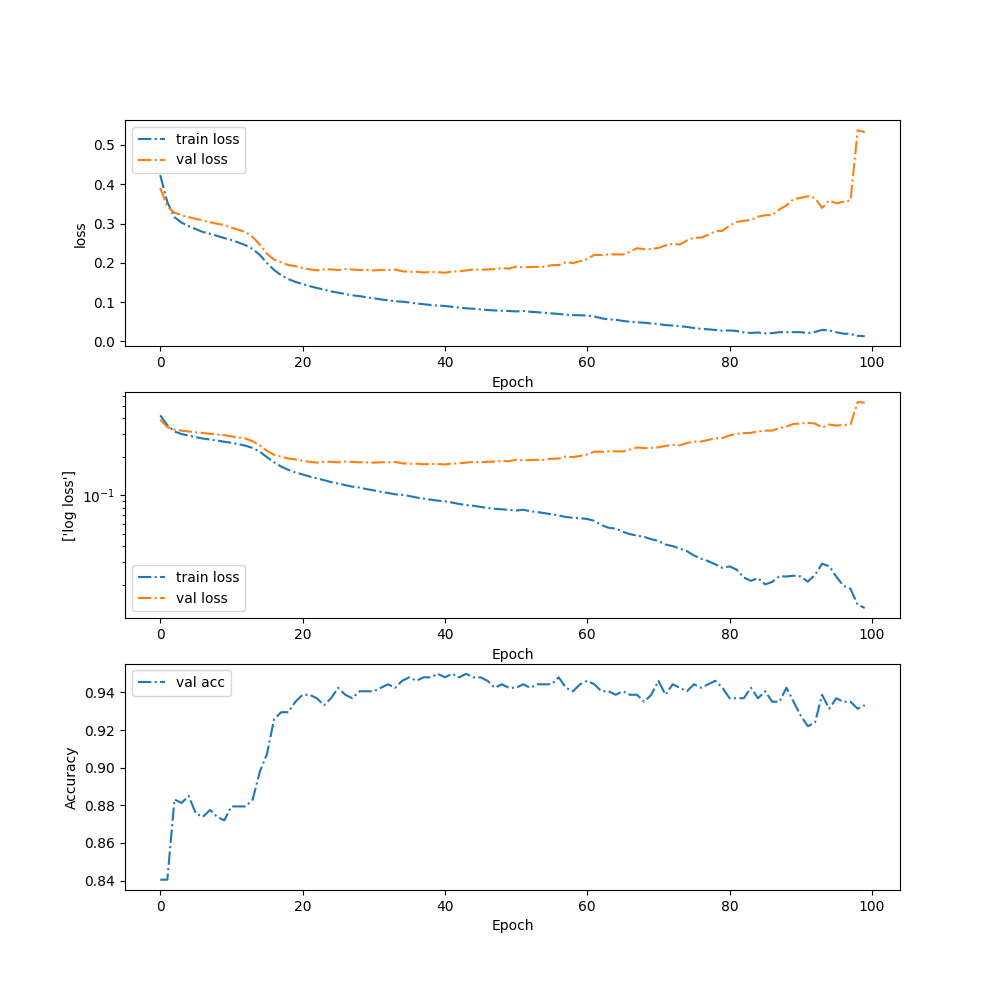 train loss
val loss
0.5
0.4
0.3
0.2
0.1
0.0
loss
0 20 40 60 80 100
Epoch
10⁻¹
['log loss']
train loss
val loss
0 20 40 60 80 100
Epoch
val acc
0.94
0.92
0.90
0.88
0.86
0.84
Accuracy
0 20 40 60 80 100
Epoch